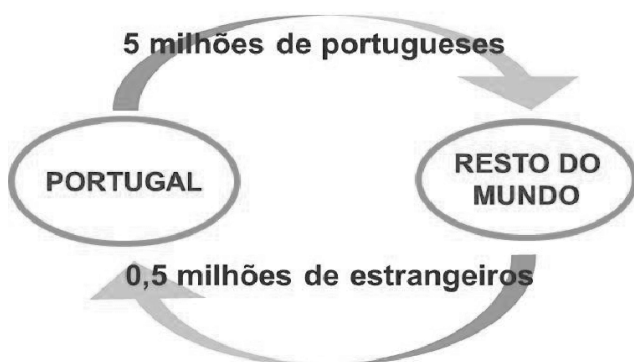 5 milhões de portugueses
PORTUGAL
RESTO DO
MUNDO
0,5 milhões de estrangeiros